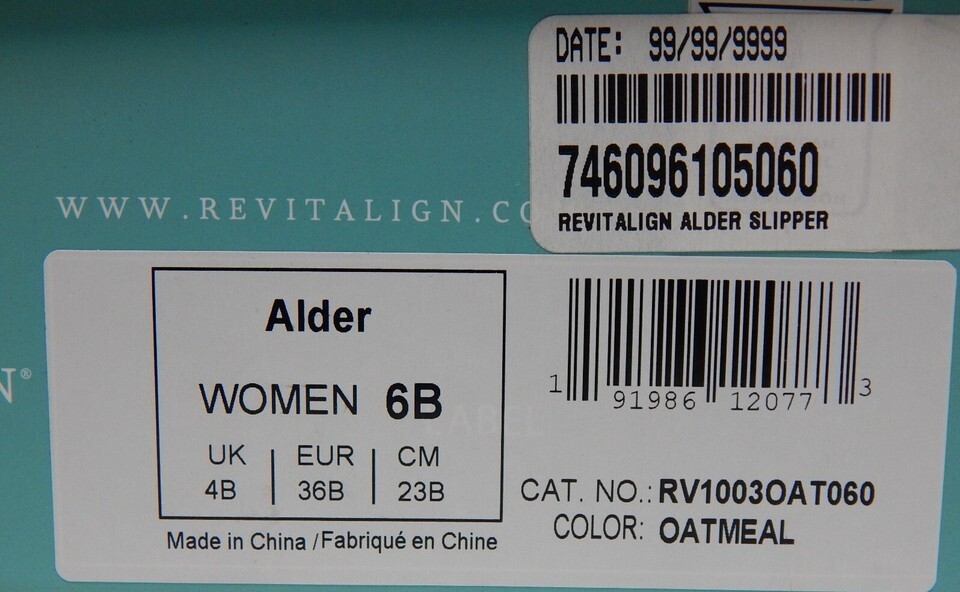 DATE: 99/99/9999
746096105060
REVITALIGN ALDER SLIPPER
WWW.REVITALIGN.CO
N®
Alder
WOMEN 6B
UK | EUR | CM
4B | 36B | 23B
Made in China / Fabriqué en Chine
1 91986 12077 3
CAT. NO.: RV1003OAT060
COLOR: OATMEAL